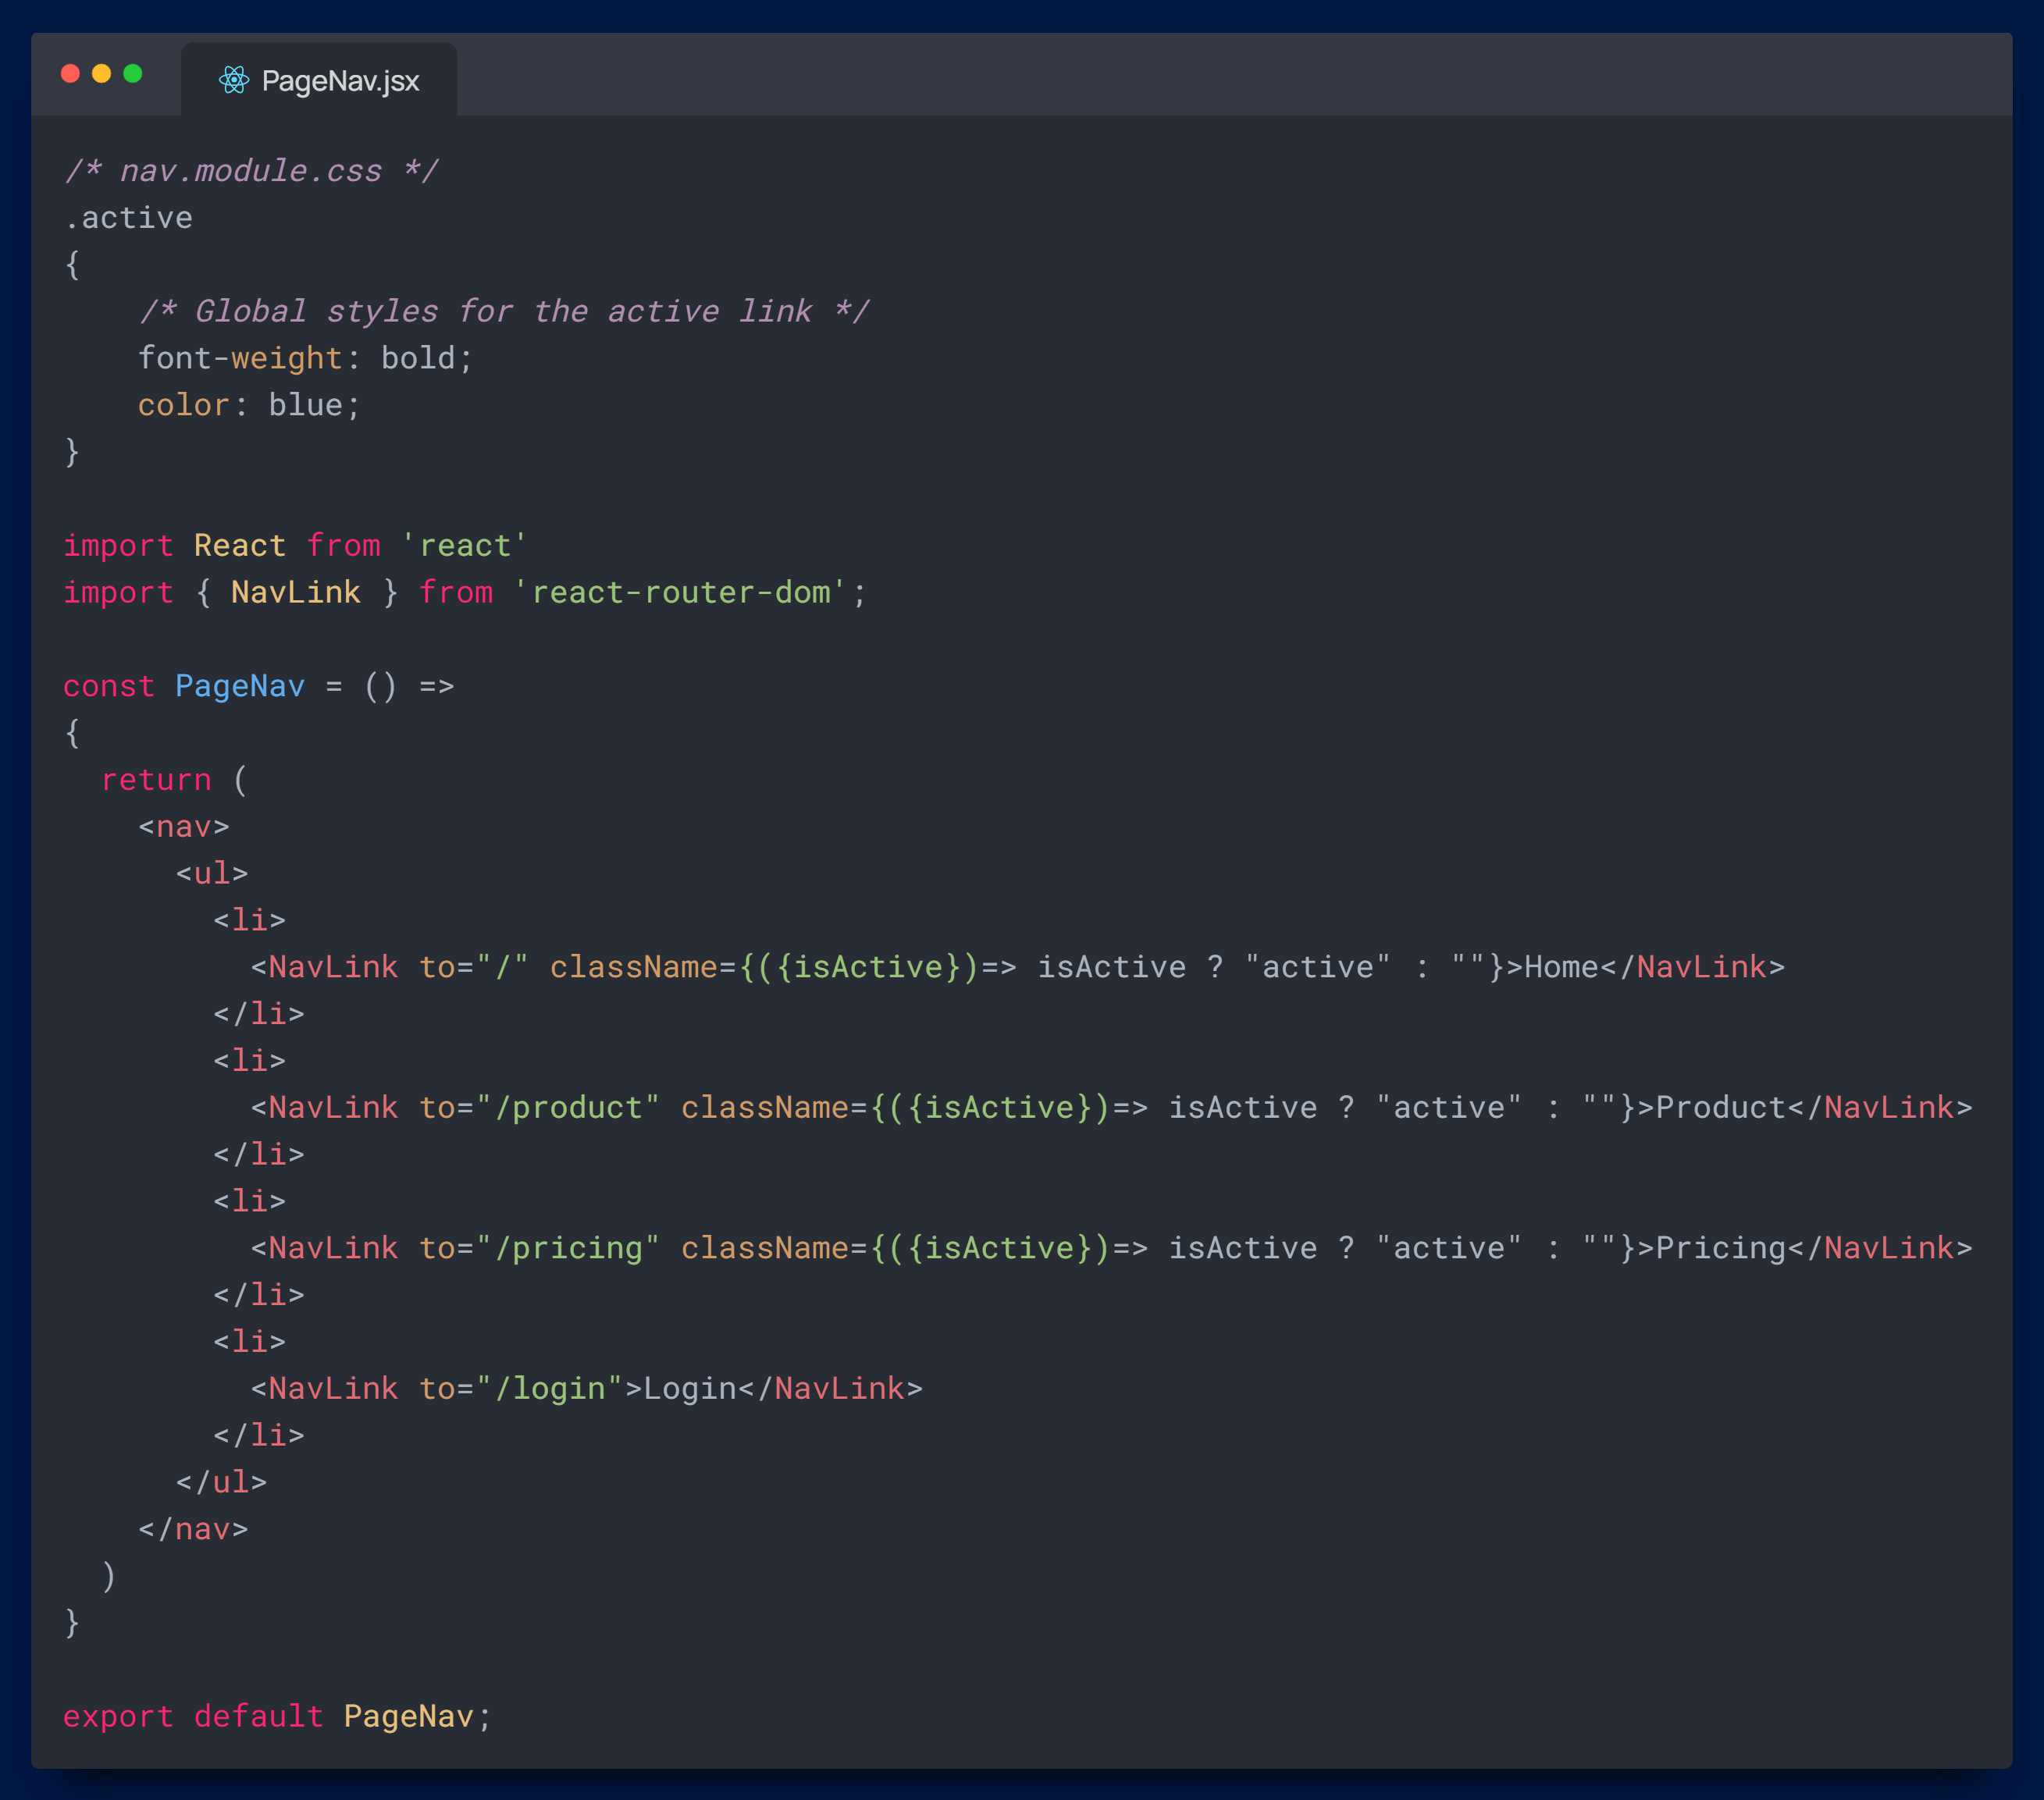 PageNav.jsx
/* nav.module.css */
.active
{
    /* Global styles for the active link */
    font-weight: bold;
    color: blue;
}

import React from 'react'
import { NavLink } from 'react-router-dom';

const PageNav = () =>
{
  return (
    <nav>
      <ul>
        <li>
          <NavLink to="/" className={({isActive})=> isActive ? "active" : ""}>Home</NavLink>
        </li>
        <li>
          <NavLink to="/product" className={({isActive})=> isActive ? "active" : ""}>Product</NavLink>
        </li>
        <li>
          <NavLink to="/pricing" className={({isActive})=> isActive ? "active" : ""}>Pricing</NavLink>
        </li>
        <li>
          <NavLink to="/login">Login</NavLink>
        </li>
      </ul>
    </nav>
  )
}

export default PageNav;